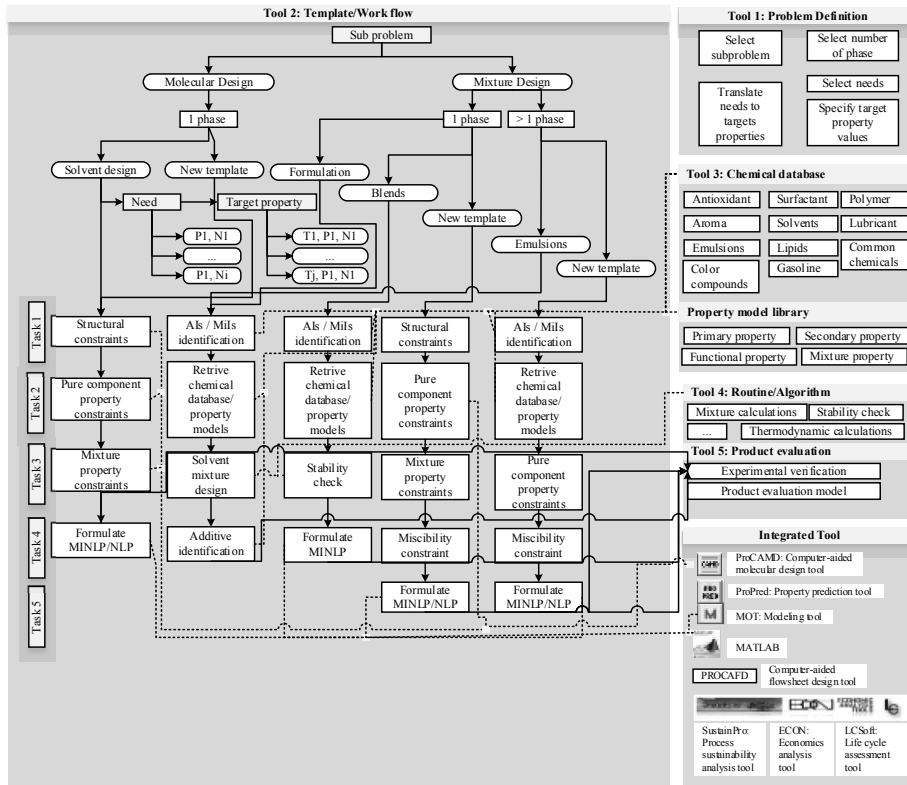 Tool 2: Template/Work flow
Sub problem
Molecular Design
Mixture Design
1 phase
1 phase
> 1 phase
Solvent design
New template
Formulation
Blends
Need
Target property
New template
P1, N1
T1, P1, N1
...
...
Emulsions
P1, Ni
Tj, P1, N1
New template
Task 1
Structural
constraints
AIs / MiIs
identification
AIs / MiIs
identification
Structural
constraints
AIs / MiIs
identification
Task 2
Pure component
property
constraints
Retrive
chemical
database/
property
models
Retrive
chemical
database/
property
models
Pure
component
property
constraints
Retrive
chemical
database/
property
models
Task 3
Mixture
property
constraints
Solvent
mixture
design
Stability
check
Mixture
property
constraints
Pure
component
property
constraints
Task 4
Formulate
MINLP/NLP
Additive
identification
Formulate
MINLP
Miscibility
constraint
Miscibility
constraint
Task 5
Formulate
MINLP/NLP
Formulate
MINLP/NLP
Tool 1: Problem Definition
Select
subproblem
Select number
of phase
Translate
needs to
targets
properties
Select needs
Specify target
property
values
Tool 3: Chemical database
Antioxidant
Surfactant
Polymer
Aroma
Solvents
Lubricant
Emulsions
Lipids
Common
chemicals
Color
compounds
Gasoline
Property model library
Primary property
Secondary property
Functional property
Mixture property
Tool 4: Routine/Algorithm
Mixture calculations
Stability check
...
Thermodynamic calculations
Tool 5: Product evaluation
Experimental verification
Product evaluation model
Integrated Tool
CAMD
ProCAMD: Computer-aided
molecular design tool
PRO
PRED
ProPred: Property prediction tool
M
MOT: Modeling tool
MATLAB
PROCAFD
Computer-aided
flowsheet design tool
ECON
LC
SustainPro:
Process
sustainability
analysis tool
ECON:
Economics
analysis
tool
LCSoft:
Life cycle
assessment
tool